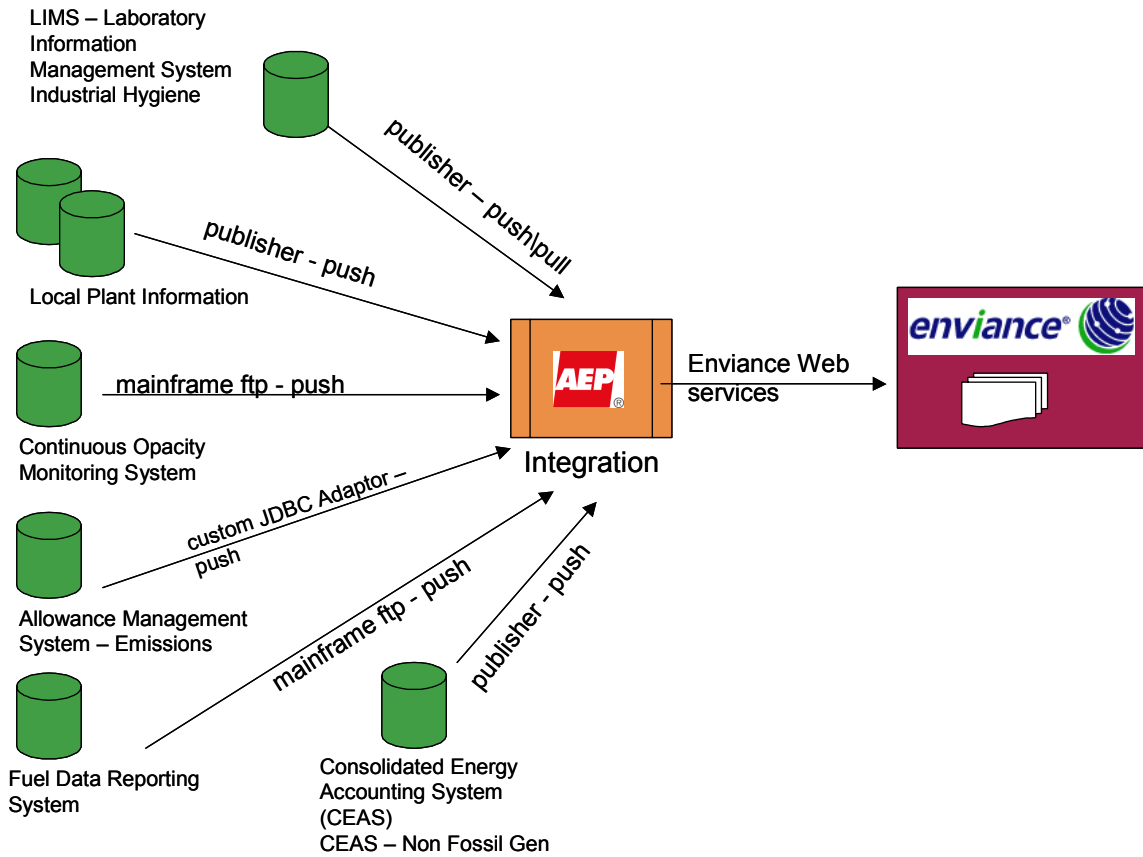 LIMS – Laboratory
Information
Management System
Industrial Hygiene
publisher – push\pull
publisher - push
Local Plant Information
mainframe ftp - push
Continuous Opacity
Monitoring System
custom JDBC Adaptor –
push
Allowance Management
System – Emissions
mainframe ftp - push
Fuel Data Reporting
System
publisher - push
Consolidated Energy
Accounting System
(CEAS)
CEAS – Non Fossil Gen
AEP
®
Integration
Enviance Web
services
enviance®